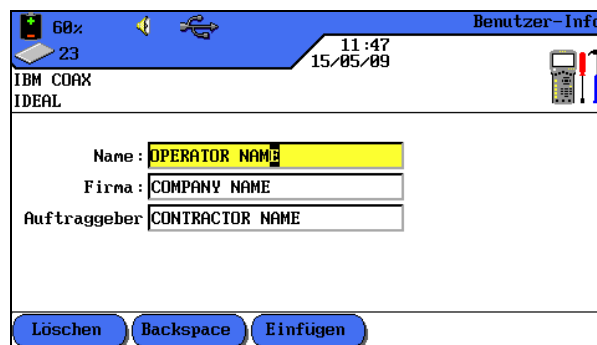 60%
Benutzer-Info
23
11:47
15/05/09
IBM COAX
IDEAL
Name: OPERATOR NAME
Firma: COMPANY NAME
Auftraggeber CONTRACTOR NAME
Löschen Backspace Einfügen